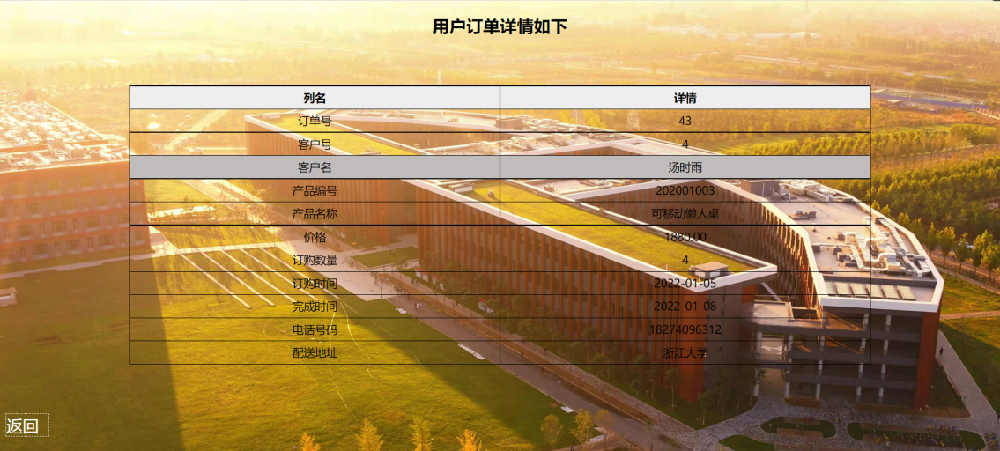 用户订单详情如下
列名 详情
订单号 43
客户号 4
客户名 汤时雨
产品编号 202001003
产品名称 可移动懒人桌
价格 1880.00
订购数量 4
订购时间 2022-01-05
完成时间 2022-01-08
电话号码 18274096312
配送地址 浙江大学
返回